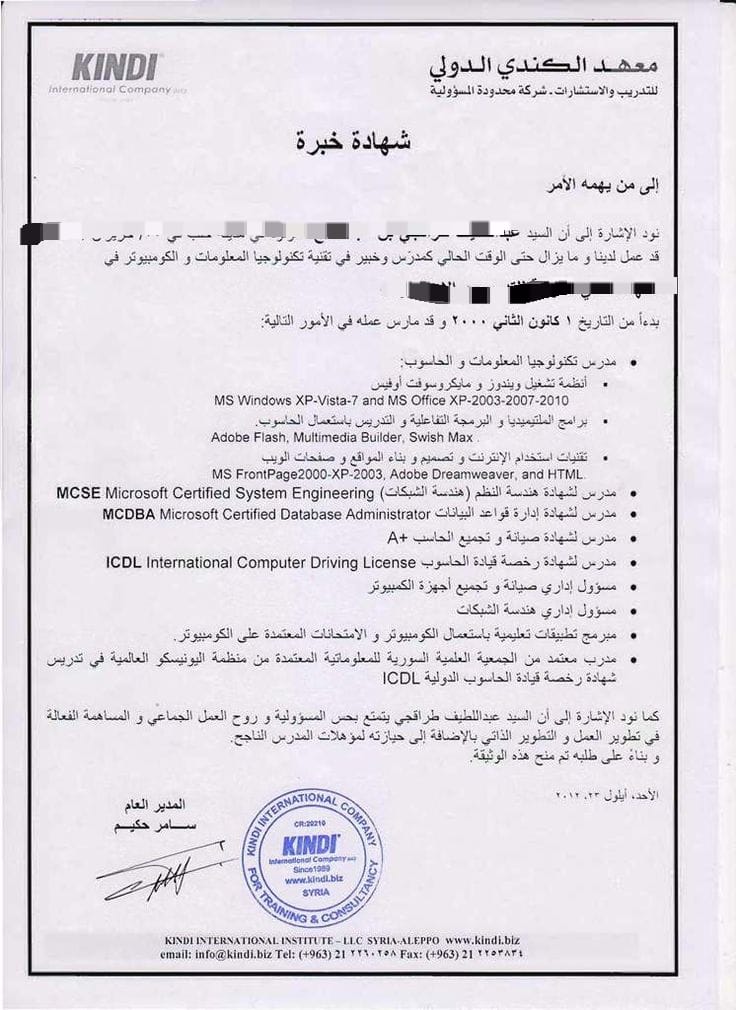 KINDI
International Company
معهد الكندي الدولي
للتدريب والاستشارات - شركة محدودة المسؤولية
شهادة خبرة
إلى من يهمه الأمر
نود الإشارة إلى أن السيد
قد عمل لدينا و ما يزال حتى الوقت الحالي كمدرّس وخبير في تقنية تكنولوجيا المعلومات و الكومبيوتر في
بدءاً من التاريخ ١ كانون الثاني ٢٠٠٠ و قد مارس عمله في الأمور التالية:
• مدرس تكنولوجيا المعلومات و الحاسوب:
▪ أنظمة تشغيل ويندوز و مايكروسوفت أوفيس
MS Windows XP-Vista-7 and MS Office XP-2003-2007-2010
▪ برامج الملتيميديا و البرمجة التفاعلية و التدريس باستعمال الحاسوب.
Adobe Flash, Multimedia Builder, Swish Max .
▪ تقنيات استخدام الإنترنت و تصميم و بناء المواقع و صفحات الويب
MS FrontPage2000-XP-2003, Adobe Dreamweaver, and HTML.
• مدرس لشهادة هندسة النظم (هندسة الشبكات) MCSE Microsoft Certified System Engineering
• مدرس لشهادة إدارة قواعد البيانات MCDBA Microsoft Certified Database Administrator
• مدرس لشهادة صيانة و تجميع الحاسب A+
• مدرس لشهادة رخصة قيادة الحاسوب ICDL International Computer Driving License
• مسؤول إداري صيانة و تجميع أجهزة الكمبيوتر
• مسؤول إداري هندسة الشبكات
• مبرمج تطبيقات تعليمية باستعمال الكومبيوتر و الامتحانات المعتمدة على الكومبيوتر.
• مدرب معتمد من الجمعية العلمية السورية للمعلوماتية المعتمدة من منظمة اليونيسكو العالمية في تدريس
شهادة رخصة قيادة الحاسوب الدولية ICDL
كما نود الإشارة إلى أن السيد عبداللطيف طراقجي يتمتع بحس المسؤولية و روح العمل الجماعي و المساهمة الفعالة
في تطوير العمل و التطوير الذاتي بالإضافة إلى حيازته لمؤهلات المدرس الناجح.
و بناءً على طلبه تم منح هذه الوثيقة.
الأحد، أيلول ٢٣، ٢٠١٢
المدير العام
سامر حكيم
KINDI INTERNATIONAL COMPANY
CR:20210
KINDI
International Company
Since1989
www.kindi.biz
SYRIA
FOR TRAINING & CONSULTANCY
KINDI INTERNATIONAL INSTITUTE – LLC SYRIA-ALEPPO www.kindi.biz
email: info@kindi.biz Tel: (+963) 21 ٢٢٦٠٢٥٨ Fax: (+963) 21 ٢٢٥٣٨٣٤